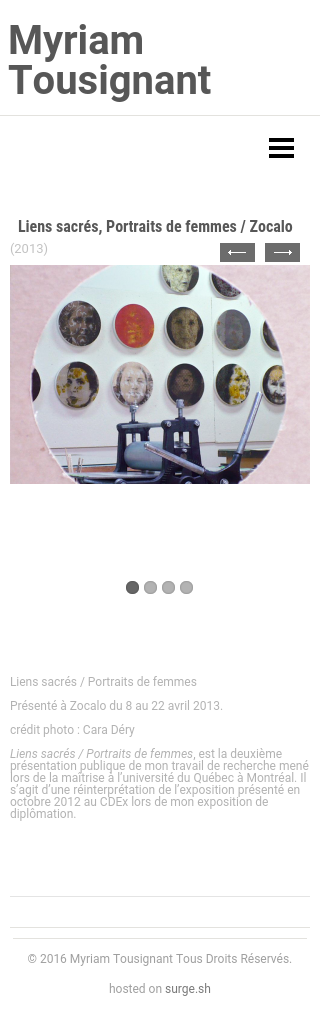 Myriam
Tousignant
Liens sacrés, Portraits de femmes / Zocalo
(2013)
Liens sacrés / Portraits de femmes
Présenté à Zocalo du 8 au 22 avril 2013.
crédit photo : Cara Déry
Liens sacrés / Portraits de femmes, est la deuxième
présentation publique de mon travail de recherche mené
lors de la maîtrise à l'université du Québec à Montréal. Il
s'agit d'une réinterprétation de l'exposition présenté en
octobre 2012 au CDEx lors de mon exposition de
diplômation.
© 2016 Myriam Tousignant Tous Droits Réservés.
hosted on surge.sh